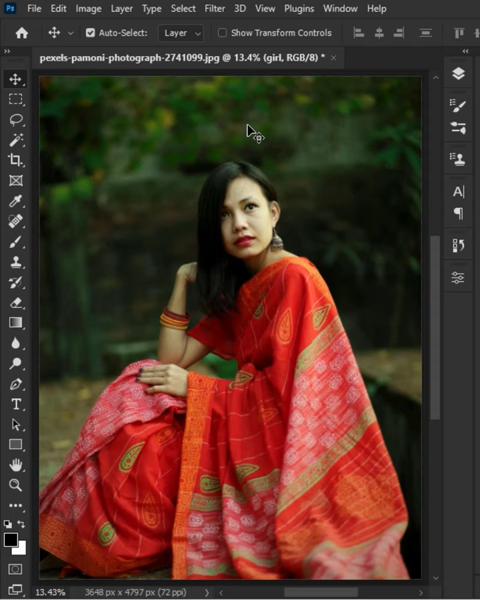 Ps File Edit Image Layer Type Select Filter 3D View Plugins Window Help
Auto-Select: Layer Show Transform Controls
pexels-pamoni-photograph-2741099.jpg @ 13.4% (girl, RGB/8) * ×
13.43% 3648 px x 4797 px (72 ppi)